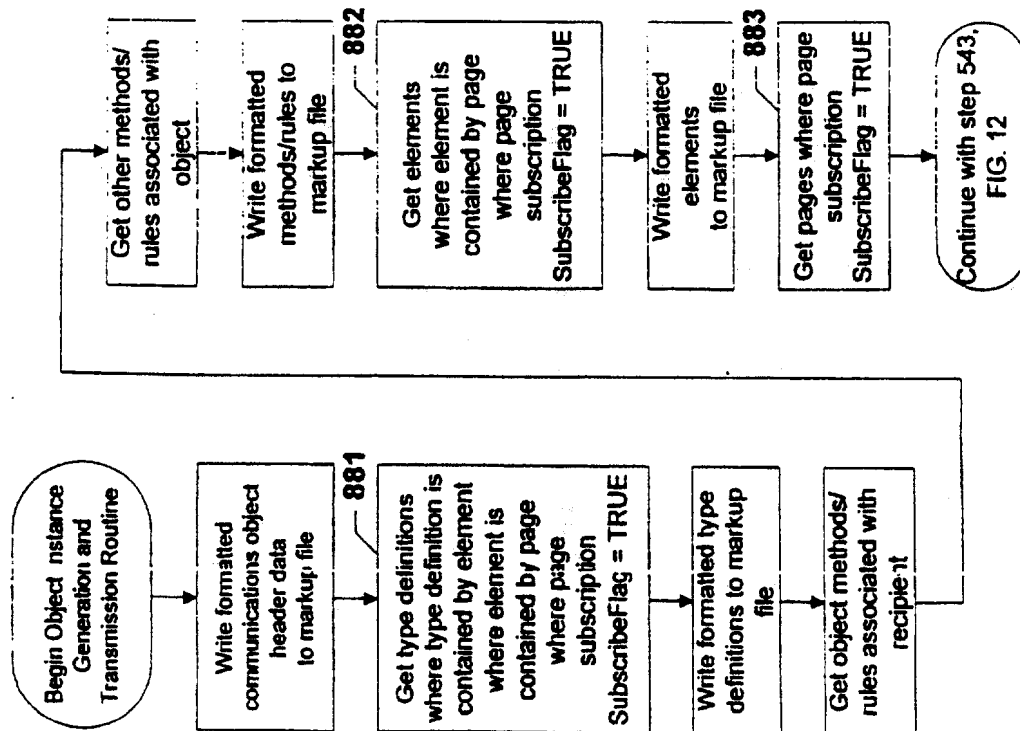 Begin Object nstance
Generation and
Transmission Routine
Write formatted
communications object
header data
to markup file
881
Get type definitions
where type definition is
contained by element
where element is
contained by page
where page
subscription
SubscribeFlag = TRUE
Write formatted type
definitions to markup
file
Get object methods/
rules associated with
recipient
Get other methods/
rules associated with
object
Write formatted
methods/rules to
markup file
882
Get elements
where element is
contained by page
where page
subscription
SubscribeFlag = TRUE
Write formatted
elements
to markup file
883
Get pages where page
subscription
SubscribeFlag = TRUE
Continue with step 543,
FIG. 12